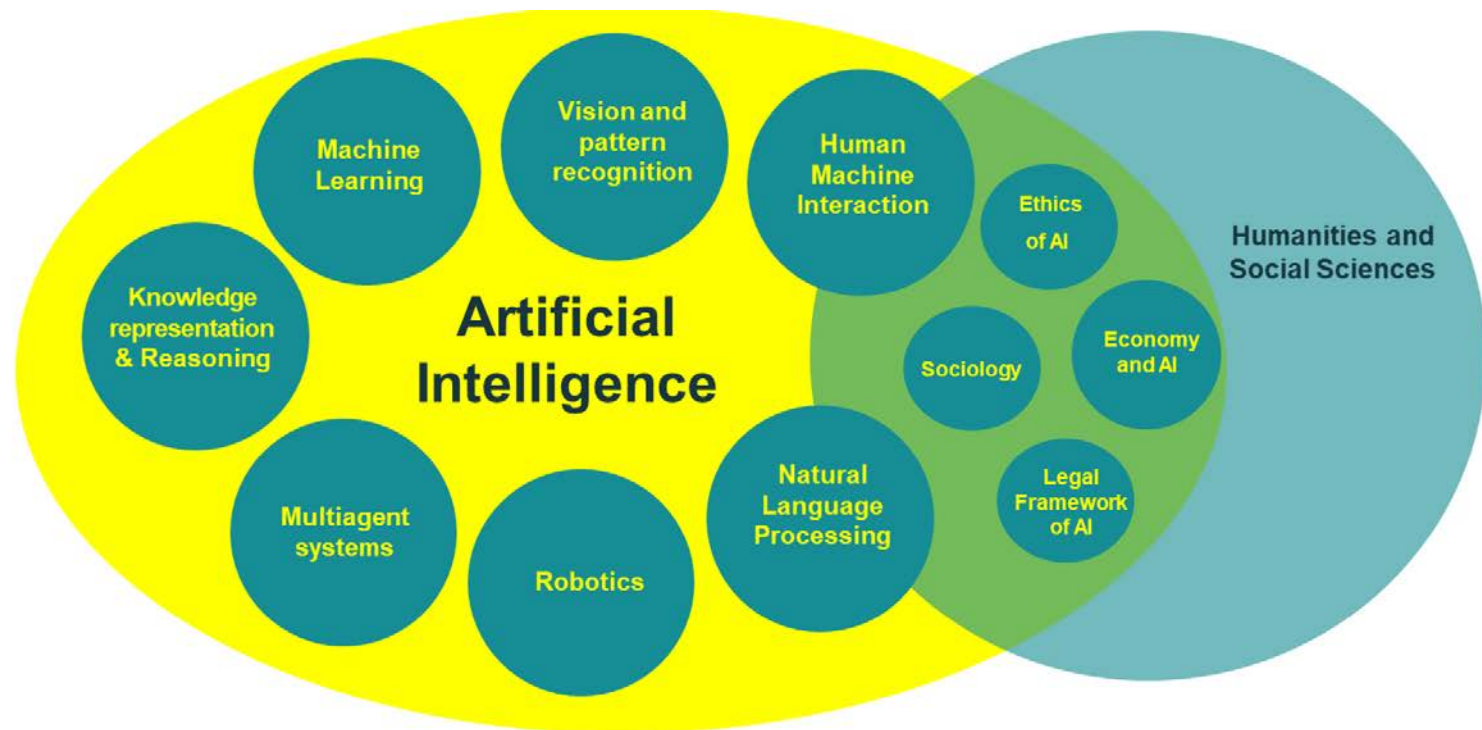 Vision and
pattern
recognition
Machine
Learning
Human
Machine
Interaction
Ethics
of AI
Humanities and
Social Sciences
Knowledge
representation
& Reasoning
Artificial
Intelligence
Sociology
Economy
and AI
Multiagent
systems
Robotics
Natural
Language
Processing
Legal
Framework
of AI